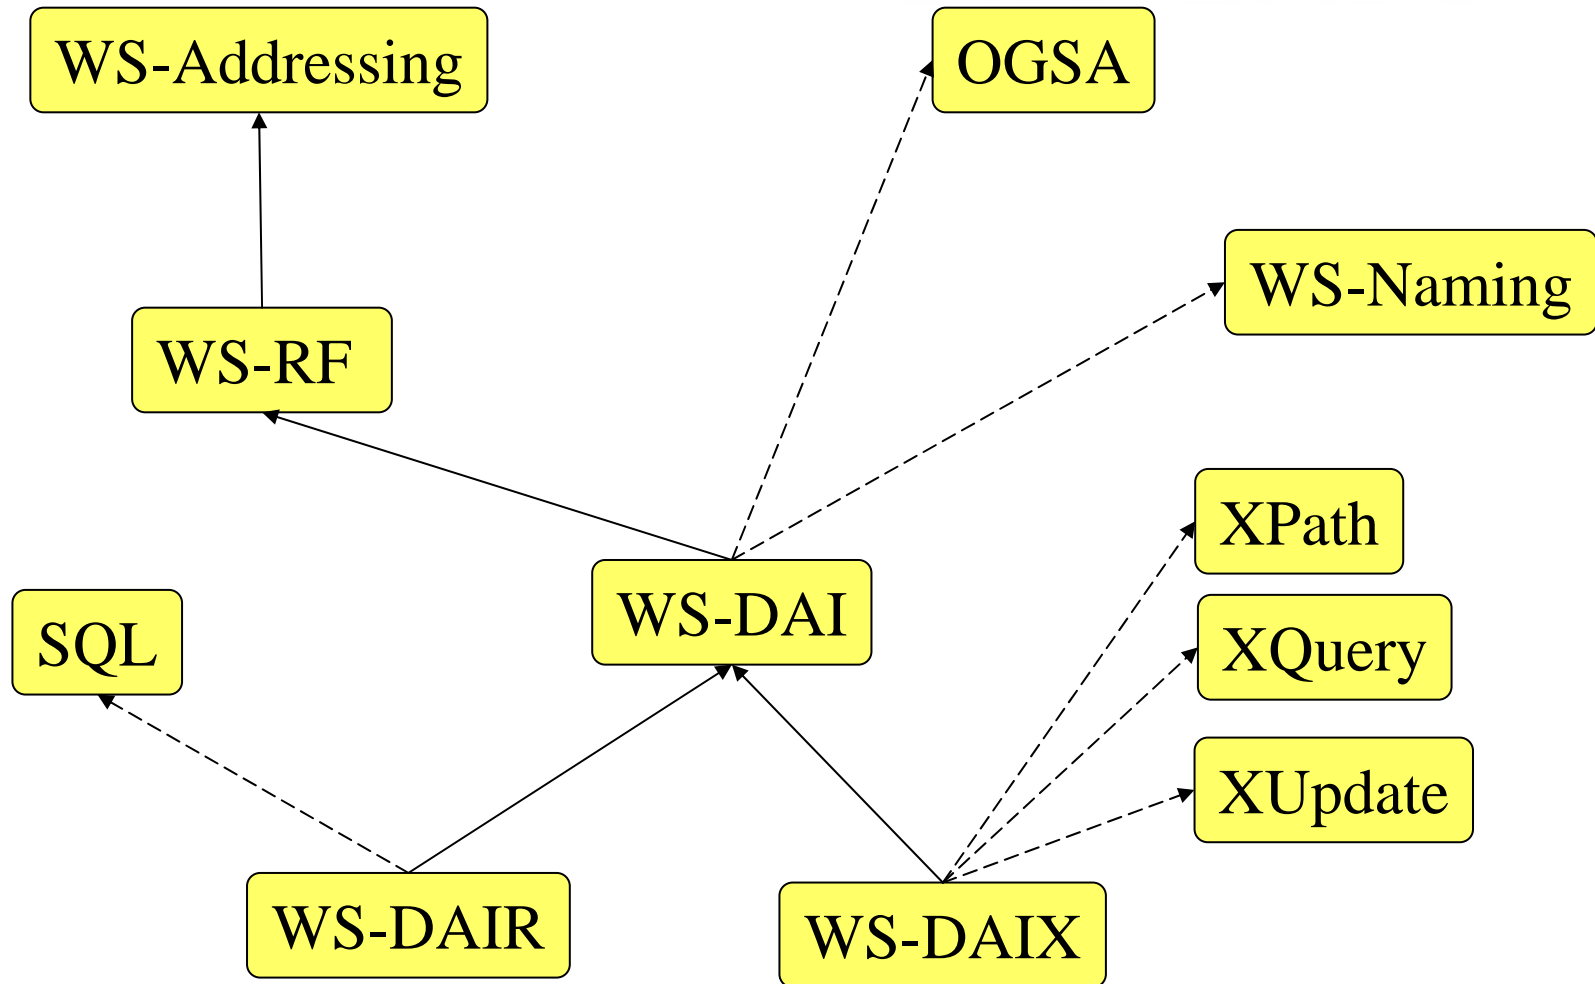 WS-Addressing
OGSA
WS-Naming
WS-RF
XPath
WS-DAI
SQL
XQuery
XUpdate
WS-DAIR
WS-DAIX